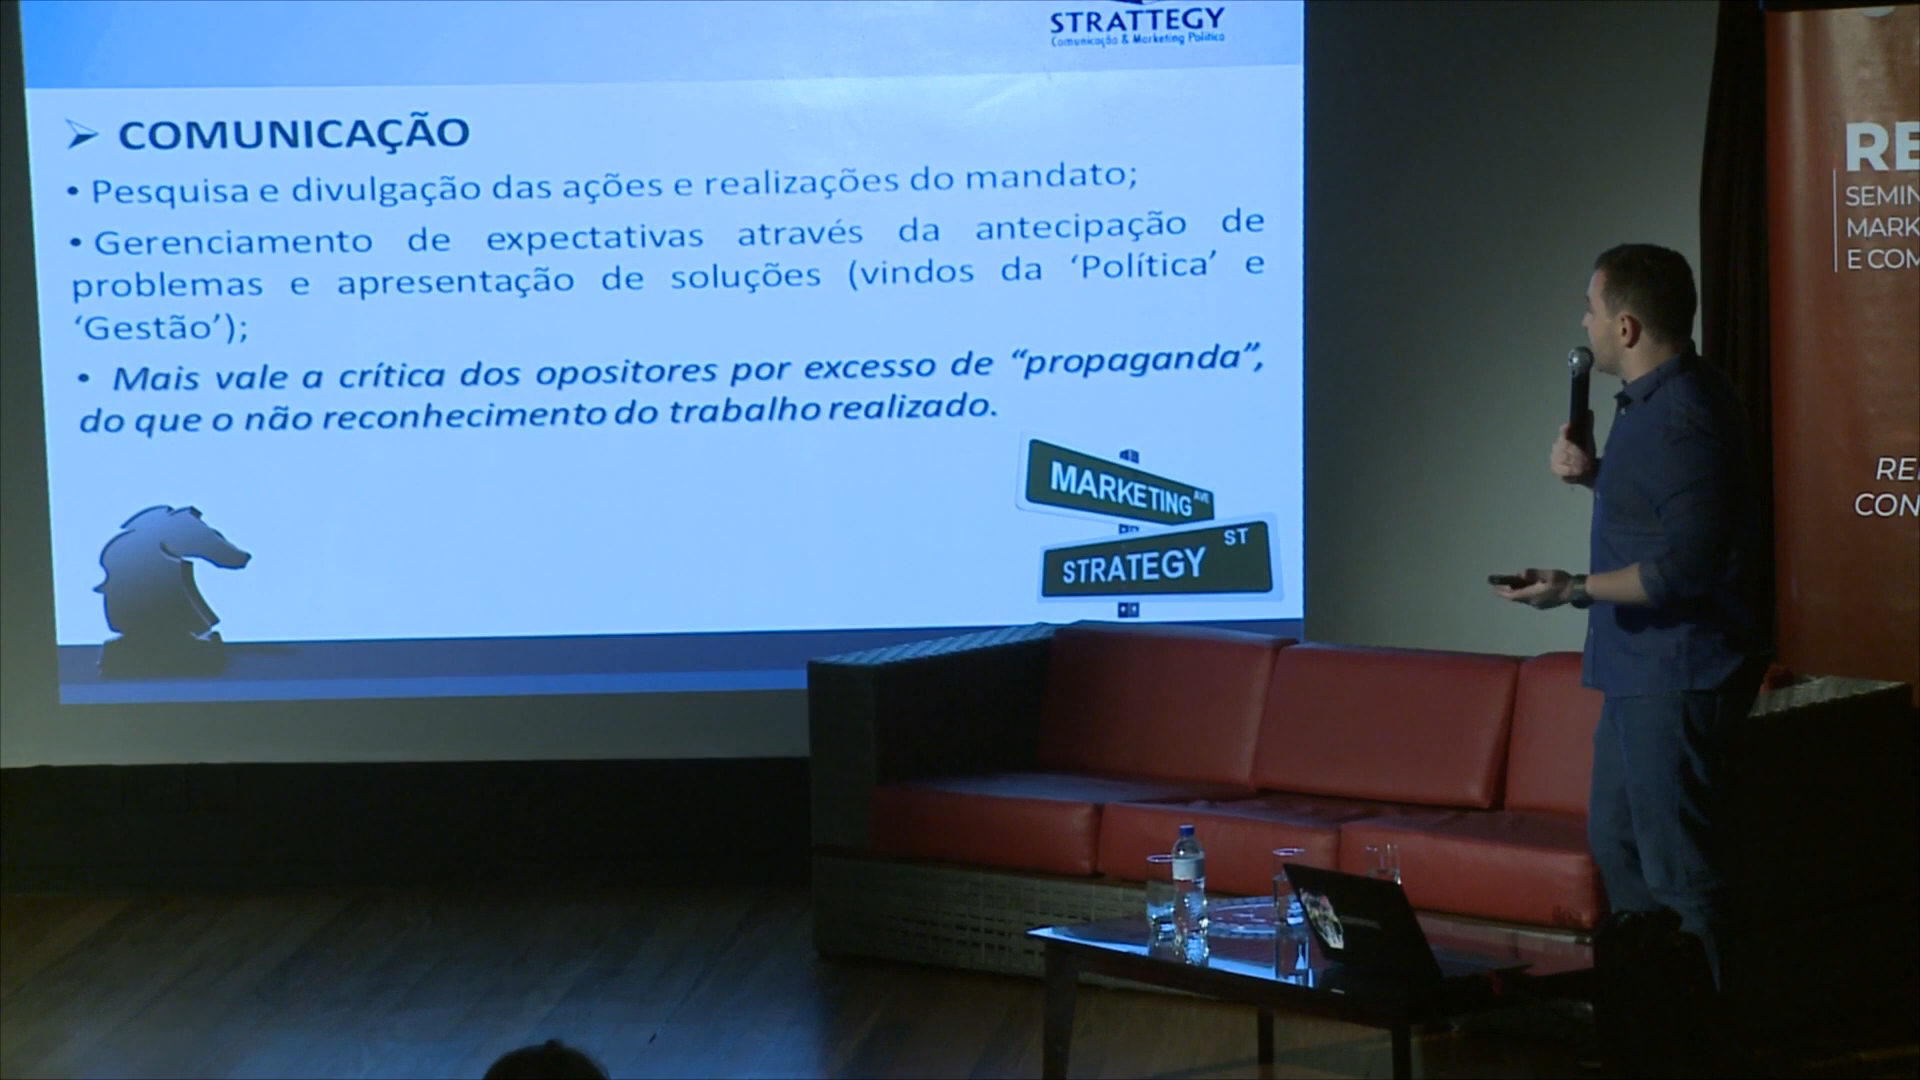 STRATTEGY
Comunicação & Marketing Político
COMUNICAÇÃO
• Pesquisa e divulgação das ações e realizações do mandato;
• Gerenciamento de expectativas através da antecipação de
problemas e apresentação de soluções (vindos da ‘Política’ e
‘Gestão’);
• Mais vale a crítica dos opositores por excesso de “propaganda”,
do que o não reconhecimento do trabalho realizado.
MARKETING AVE
STRATEGY ST
RE
SEMIN
MARK
E COM
RE
CON